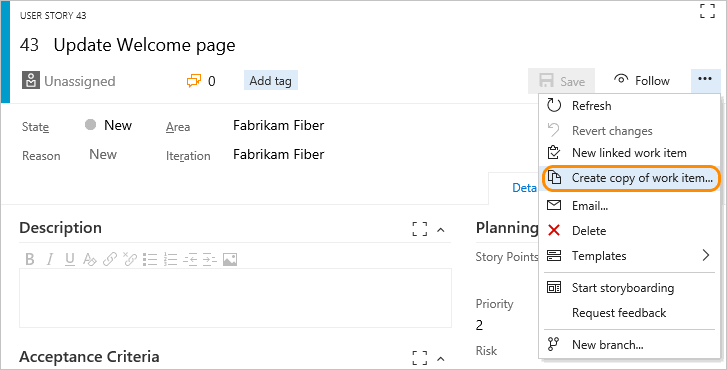 USER STORY 43
43 Update Welcome page
Unassigned 0 Add tag Save Follow ...
State New Area Fabrikam Fiber
Reason New Iteration Fabrikam Fiber
Refresh
Revert changes
New linked work item
Create copy of work item...
Email...
Delete
Templates
Start storyboarding
Request feedback
New branch...
Deta
Description
B I U
Planning
Story Points
Priority
2
Risk
Acceptance Criteria